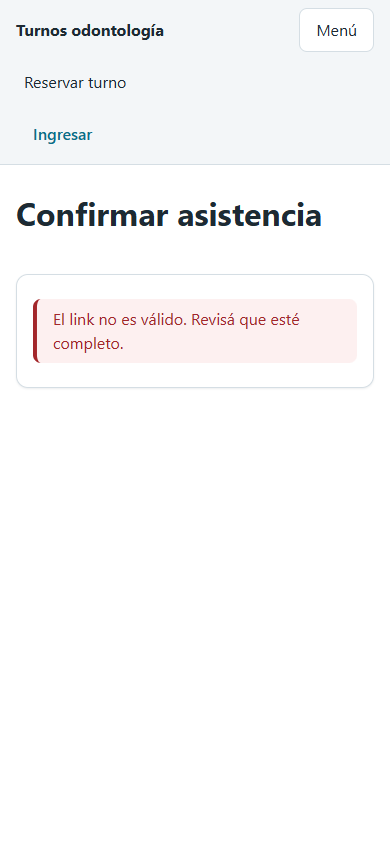 Turnos odontología
Menú
Reservar turno
Ingresar
Confirmar asistencia
El link no es válido. Revisá que esté
completo.